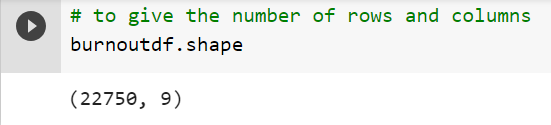 # to give the number of rows and columns
burnoutdf.shape
(22750, 9)